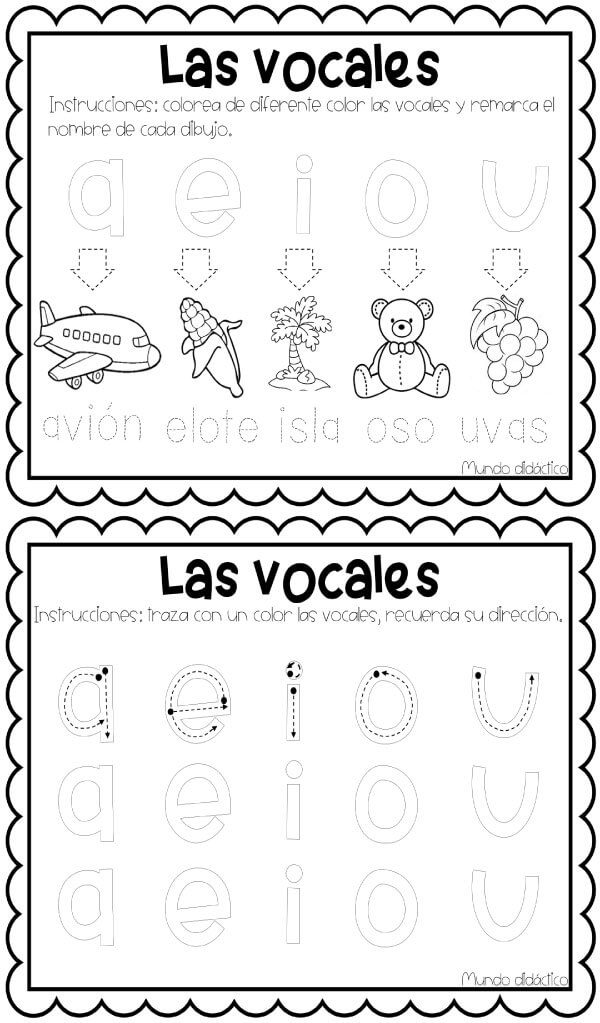 Las vocales
Instrucciones: colorea de diferente color las vocales y remarca el
nombre de cada dibujo.
a e i o u
avión elote isla oso uvas
Mundo didáctico
Las vocales
Instrucciones: traza con un color las vocales, recuerda su dirección.
a e i o u
a e i o u
a e i o u
Mundo didáctico